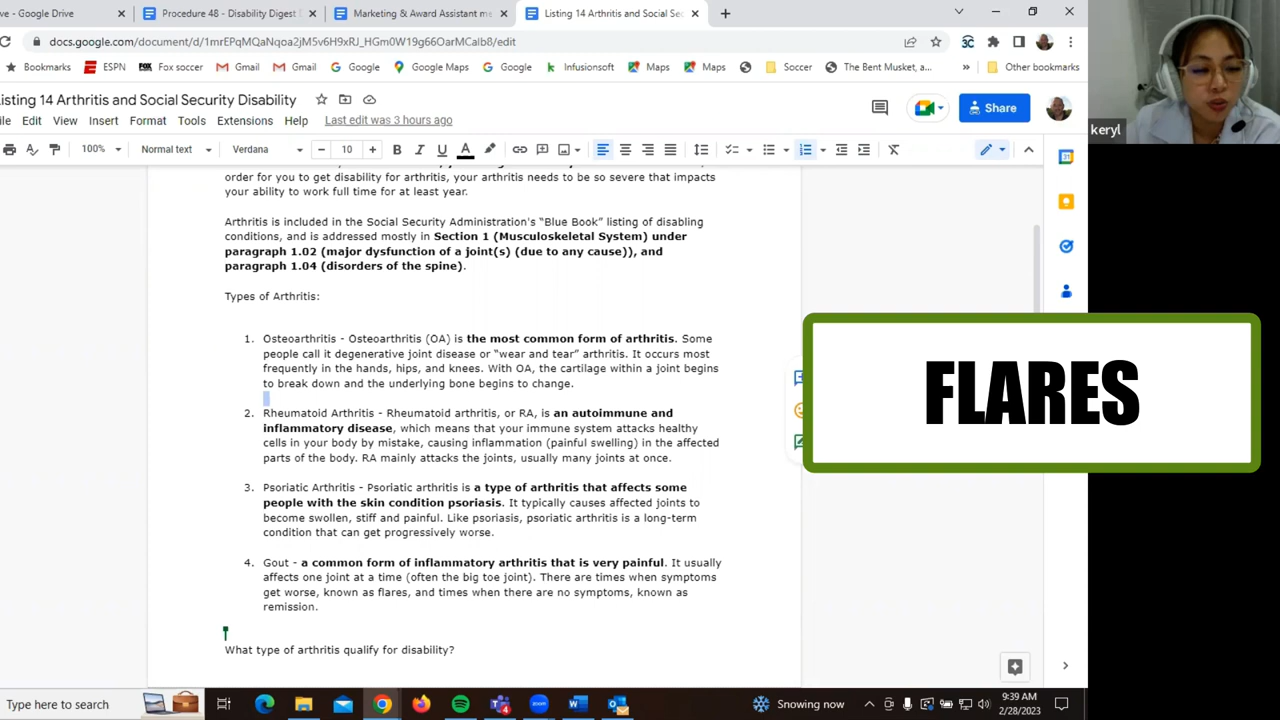 ve - Google Drive
Procedure 48 - Disability Digest
Marketing & Award Assistant me
Listing 14 Arthritis and Social Sec
docs.google.com/document/d/1mrEPqMQaNqoa2jM5v6H9xRJ_HGm0W19g66OarMCalb8/edit
Bookmarks ESPN Fox soccer Gmail Gmail Google Google Maps Google Infusionsoft Maps Maps Soccer The Bent Musket, a... » Other bookmarks
isting 14 Arthritis and Social Security Disability
ile Edit View Insert Format Tools Extensions Help Last edit was 3 hours ago
Share
keryl
100% Normal text Verdana 10 B I U A
your ability to work full time for at least year.
order for you to get disability for arthritis, your arthritis needs to be so severe that impacts
Arthritis is included in the Social Security Administration's “Blue Book” listing of disabling
conditions, and is addressed mostly in Section 1 (Musculoskeletal System) under
paragraph 1.02 (major dysfunction of a joint(s) (due to any cause)), and
paragraph 1.04 (disorders of the spine).
Types of Arthritis:
1. Osteoarthritis - Osteoarthritis (OA) is the most common form of arthritis. Some
people call it degenerative joint disease or “wear and tear” arthritis. It occurs most
frequently in the hands, hips, and knees. With OA, the cartilage within a joint begins
to break down and the underlying bone begins to change.
2. Rheumatoid Arthritis - Rheumatoid arthritis, or RA, is an autoimmune and
inflammatory disease, which means that your immune system attacks healthy
cells in your body by mistake, causing inflammation (painful swelling) in the affected
parts of the body. RA mainly attacks the joints, usually many joints at once.
3. Psoriatic Arthritis - Psoriatic arthritis is a type of arthritis that affects some
people with the skin condition psoriasis. It typically causes affected joints to
become swollen, stiff and painful. Like psoriasis, psoriatic arthritis is a long-term
condition that can get progressively worse.
4. Gout - a common form of inflammatory arthritis that is very painful. It usually
affects one joint at a time (often the big toe joint). There are times when symptoms
get worse, known as flares, and times when there are no symptoms, known as
remission.
What type of arthritis qualify for disability?
FLARES
Type here to search
Snowing now
9:39 AM
2/28/2023